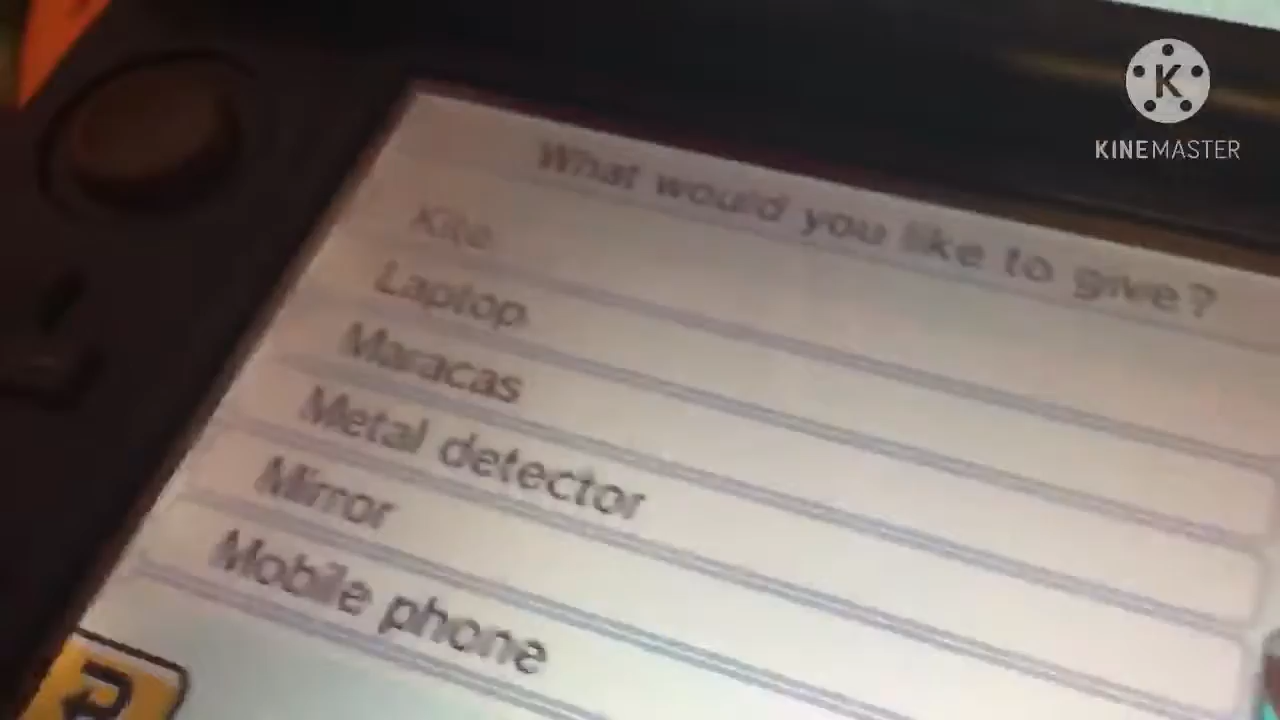 K
KINEMASTER
What would you like to give?
Kite
Laptop
Maracas
Metal detector
Mirror
Mobile phone